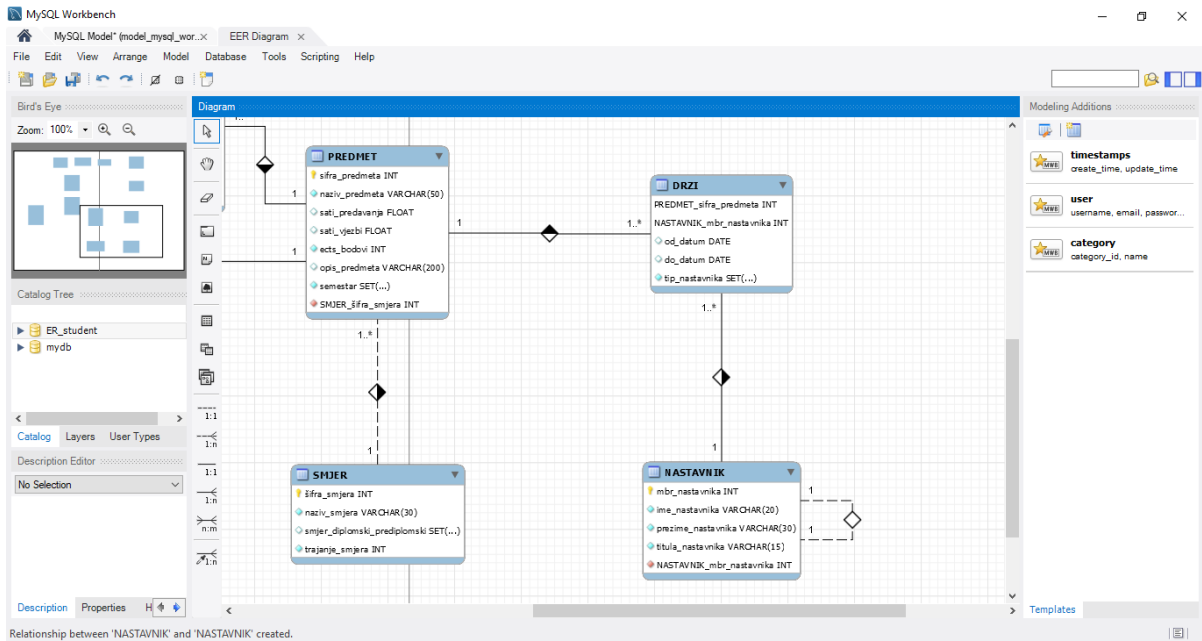 MySQL Workbench
MySQL Model* (model_mysql_wor..× EER Diagram ×
File Edit View Arrange Model Database Tools Scripting Help
Bird's Eye
Zoom: 100%
Catalog Tree
ER_student
mydb
Catalog Layers User Types
Description Editor
No Selection
Description Properties H
Diagram
1:1
1:n
1:1
1:n
n:m
1:n
1..
1
1
PREDMET
sifra_predmeta INT
naziv_predmeta VARCHAR(50)
sati_predavanja FLOAT
sati_vjezbi FLOAT
ects_bodovi INT
opis_predmeta VARCHAR(200)
semestar SET(...)
SMJER_šifra_smjera INT
1
1..*
DRZI
PREDMET_sifra_predmeta INT
NASTAVNIK_mbr_nastavnika INT
od_datum DATE
do_datum DATE
tip_nastavnika SET(...)
1..*
1
1..*
1
SMJER
šifra_smjera INT
naziv_smjera VARCHAR(30)
smjer_diplomski_prediplomski SET(...)
trajanje_smjera INT
NASTAVNIK
mbr_nastavnika INT
ime_nastavnika VARCHAR(20)
prezime_nastavnika VARCHAR(30)
titula_nastavnika VARCHAR(15)
NASTAVNIK_mbr_nastavnika INT
1
1
Modeling Additions
timestamps
create_time, update_time
user
username, email, passwor...
category
category_id, name
Templates
Relationship between 'NASTAVNIK' and 'NASTAVNIK' created.